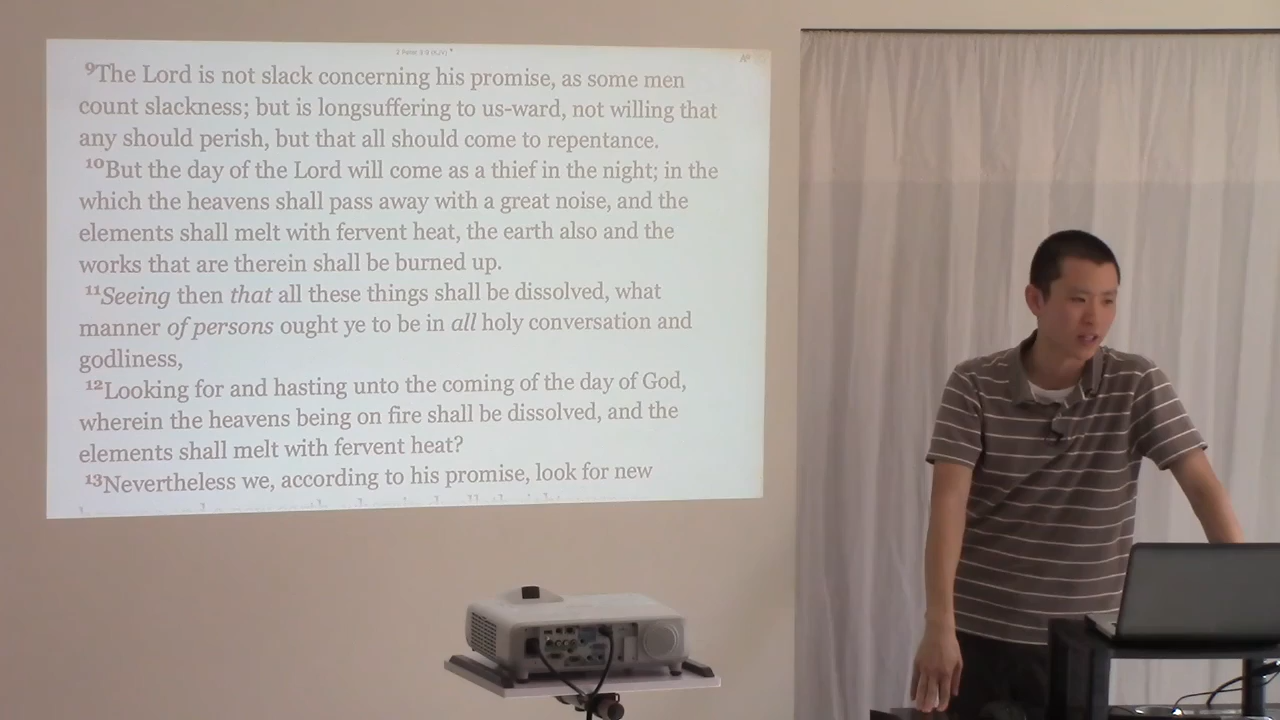 2 Peter 3:9 (KJV)
⁹The Lord is not slack concerning his promise, as some men
count slackness; but is longsuffering to us-ward, not willing that
any should perish, but that all should come to repentance.
¹⁰But the day of the Lord will come as a thief in the night; in the
which the heavens shall pass away with a great noise, and the
elements shall melt with fervent heat, the earth also and the
works that are therein shall be burned up.
¹¹Seeing then that all these things shall be dissolved, what
manner of persons ought ye to be in all holy conversation and
godliness,
¹²Looking for and hasting unto the coming of the day of God,
wherein the heavens being on fire shall be dissolved, and the
elements shall melt with fervent heat?
¹³Nevertheless we, according to his promise, look for new